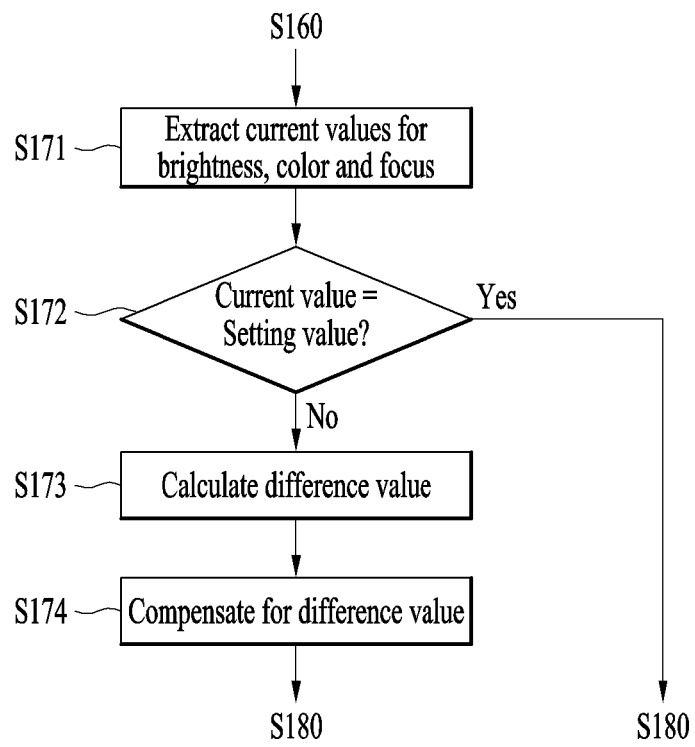 S160
S171
Extract current values for
brightness, color and focus
S172
Current value =
Setting value?
Yes
No
S173
Calculate difference value
S174
Compensate for difference value
S180
S180